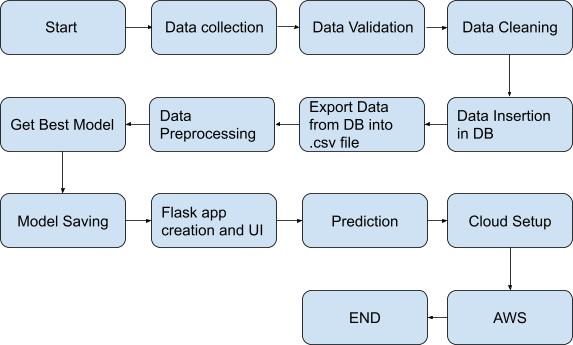 Start
Data collection
Data Validation
Data Cleaning
Data Insertion
in DB
Export Data
from DB into
.csv file
Data
Preprocessing
Get Best Model
Model Saving
Flask app
creation and UI
Prediction
Cloud Setup
AWS
END